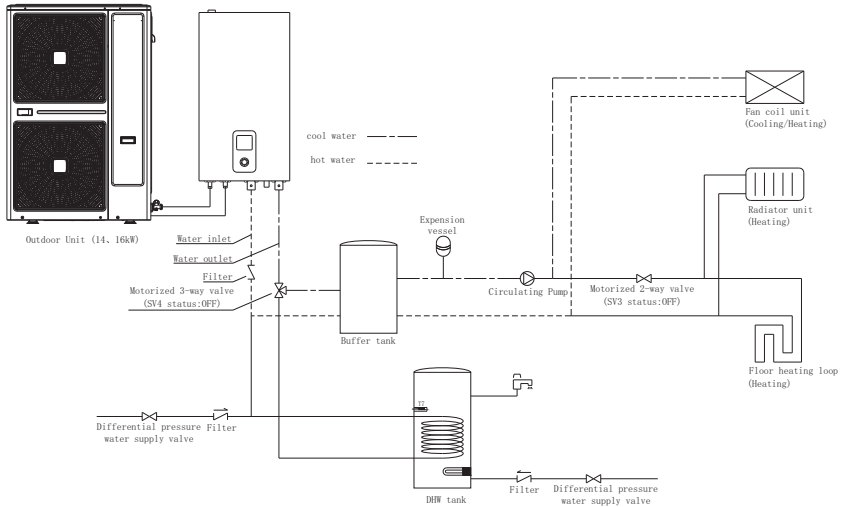 cool water
hot water
Fan coil unit
(Cooling/Heating)
Radiator unit
(Heating)
Outdoor Unit (14、16kW)
Water inlet
Water outlet
Filter
Motorized 3-way valve
(SV4 status:OFF)
Expension
vessel
Circulating Pump
Motorized 2-way valve
(SV3 status:OFF)
Buffer tank
Floor heating loop
(Heating)
T7
Differential pressure
water supply valve
Filter
DHW tank
Filter
Differential pressure
water supply valve